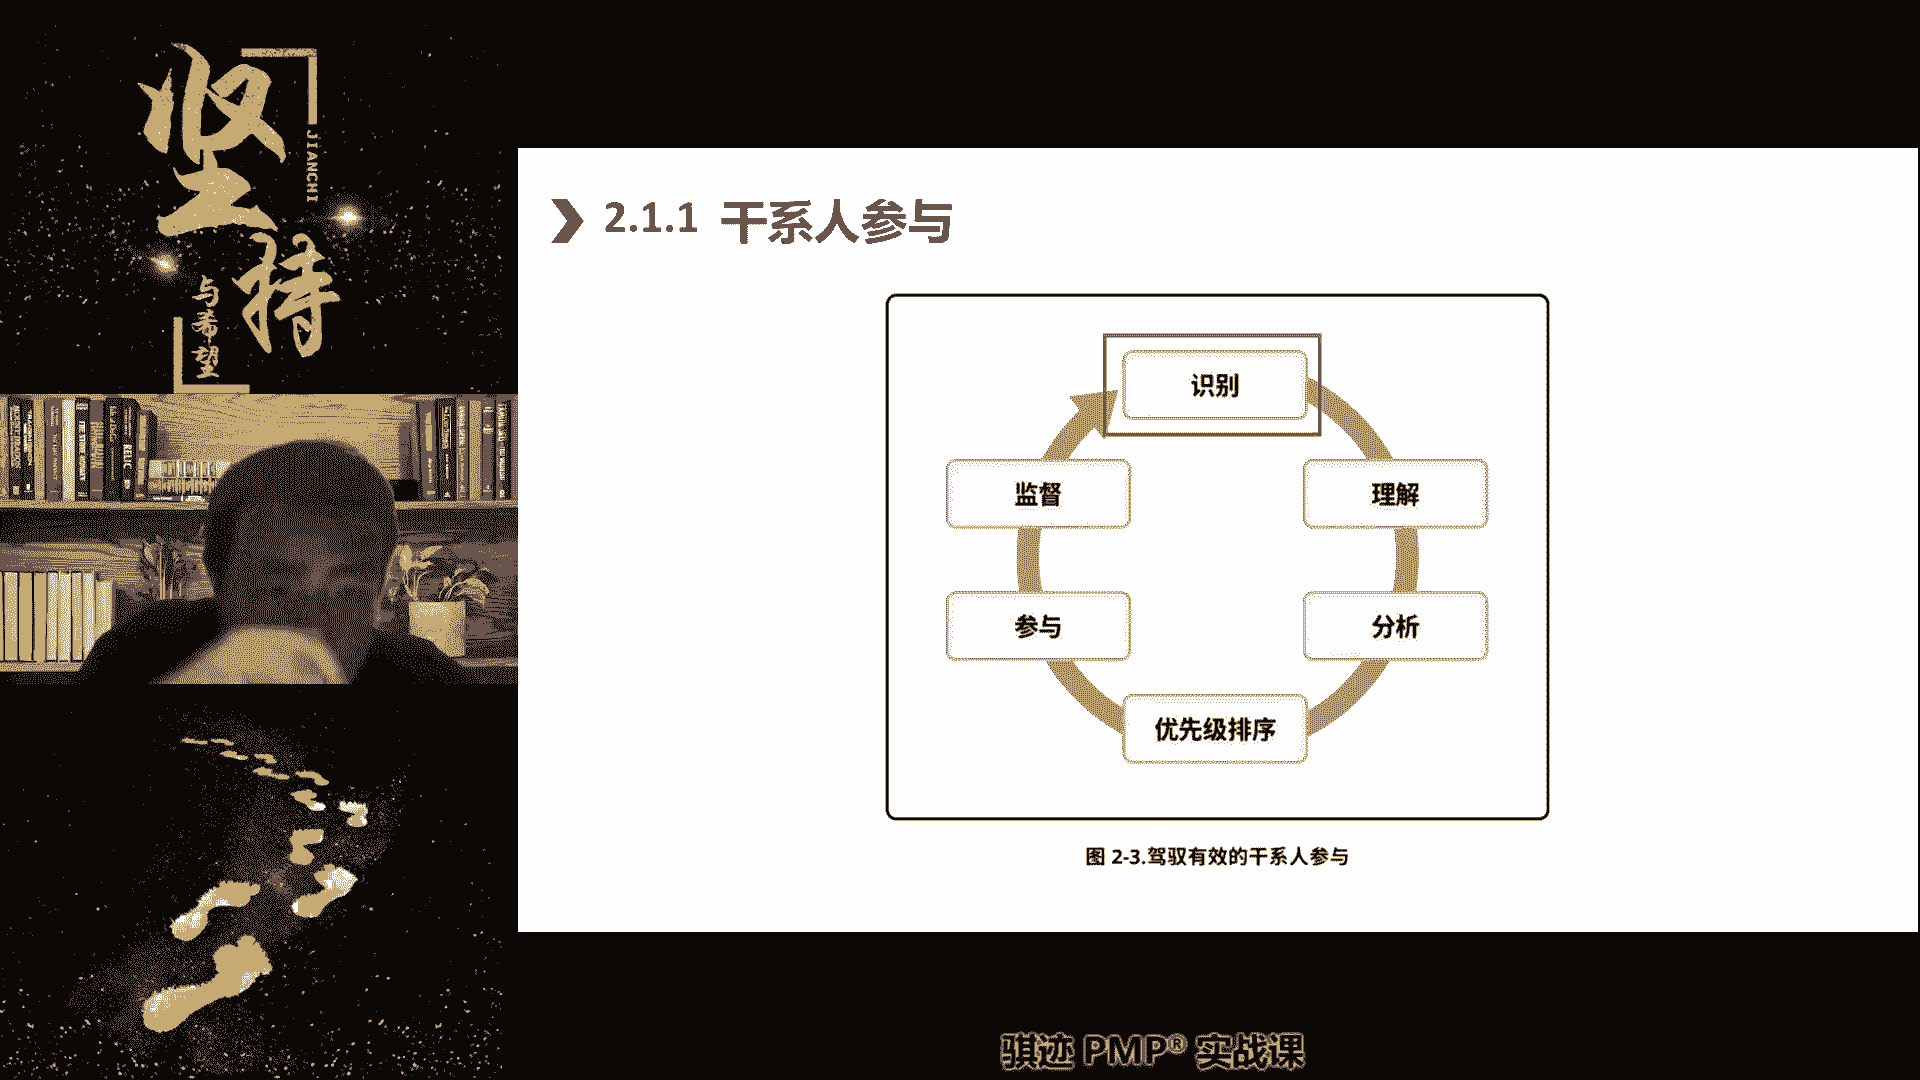 坚持
JIANCHI
与希望
2.1.1 干系人参与
识别
监督
理解
参与
分析
优先级排序
图 2-3.驾驭有效的干系人参与
骐迹 PMP® 实战课